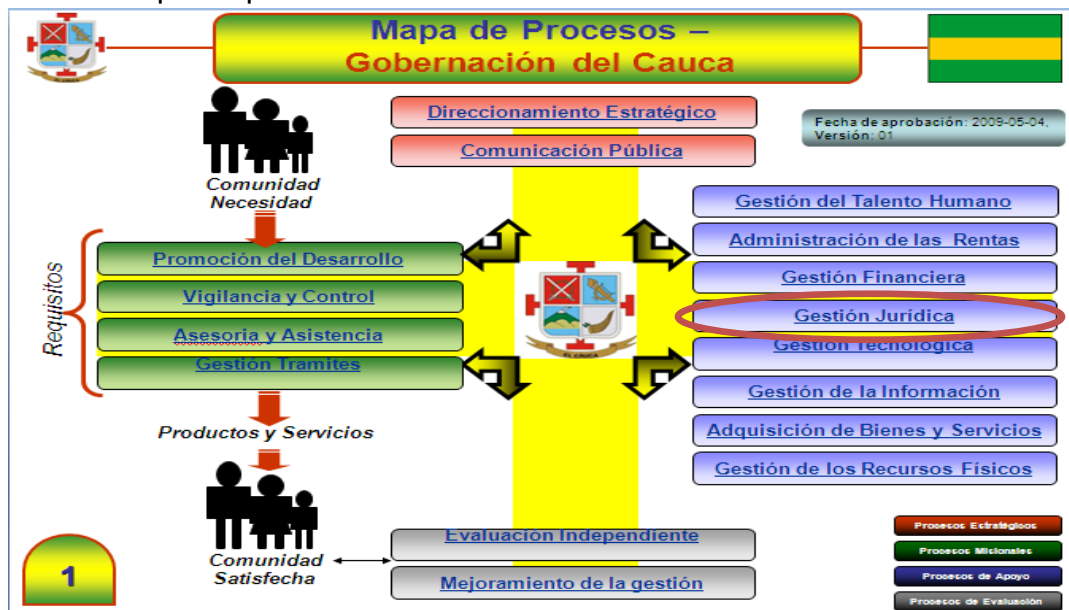 Mapa de Procesos –
Gobernación del Cauca
Direccionamiento Estratégico
Comunicación Pública
Fecha de aprobación: 2009-05-04,
Versión: 01
Comunidad
Necesidad
Requisitos
Promoción del Desarrollo
Vigilancia y Control
Asesoria y Asistencia
Gestión Tramites
Gestión del Talento Humano
Administración de las Rentas
Gestión Financiera
Gestión Jurídica
Gestión Tecnológica
Gestión de la Información
Adquisición de Bienes y Servicios
Gestión de los Recursos Físicos
EL CAUCA
Productos y Servicios
Comunidad
Satisfecha
Evaluación Independiente
Mejoramiento de la gestión
1
Procesos Estratégicos
Procesos Misionales
Procesos de Apoyo
Procesos de Evaluación